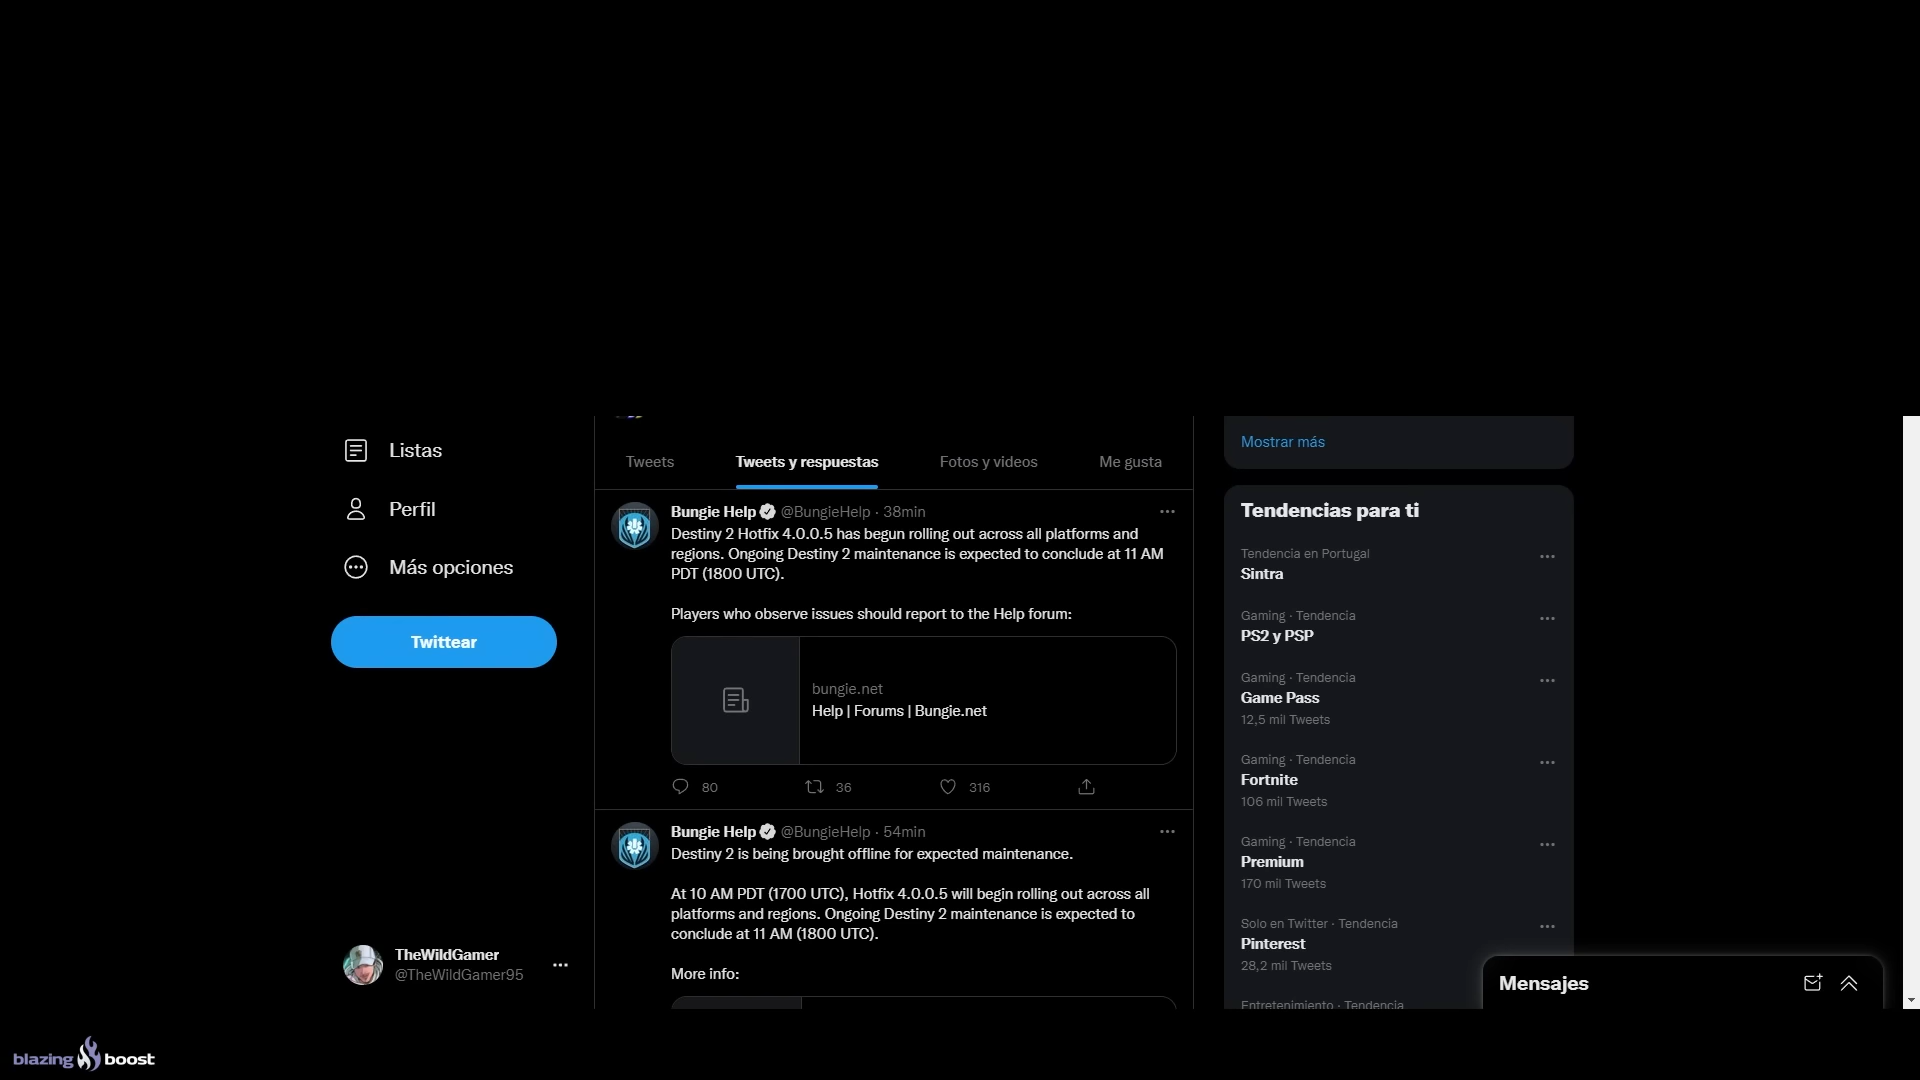 Listas
Perfil
Más opciones
Twittear
TheWildGamer
@TheWildGamer95
Tweets
Tweets y respuestas
Fotos y videos
Me gusta
Bungie Help @BungieHelp · 38min
Destiny 2 Hotfix 4.0.0.5 has begun rolling out across all platforms and
regions. Ongoing Destiny 2 maintenance is expected to conclude at 11 AM
PDT (1800 UTC).
Players who observe issues should report to the Help forum:
bungie.net
Help | Forums | Bungie.net
80
36
316
Bungie Help @BungieHelp · 54min
Destiny 2 is being brought offline for expected maintenance.
At 10 AM PDT (1700 UTC), Hotfix 4.0.0.5 will begin rolling out across all
platforms and regions. Ongoing Destiny 2 maintenance is expected to
conclude at 11 AM (1800 UTC).
More info:
Mostrar más
Tendencias para ti
Tendencia en Portugal
Sintra
Gaming · Tendencia
PS2 y PSP
Gaming · Tendencia
Game Pass
12,5 mil Tweets
Gaming · Tendencia
Fortnite
106 mil Tweets
Gaming · Tendencia
Premium
170 mil Tweets
Solo en Twitter · Tendencia
Pinterest
28,2 mil Tweets
Entretenimiento · Tendencia
Mensajes
blazing boost